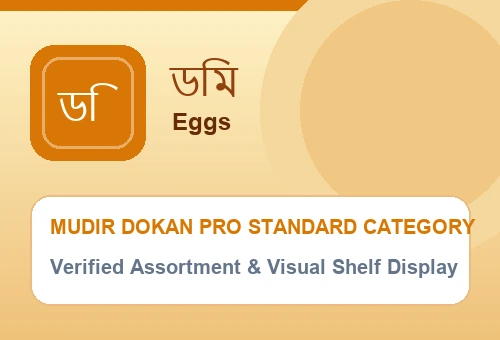 ডি
ডিম
Eggs
MUDIR DOKAN PRO STANDARD CATEGORY
Verified Assortment & Visual Shelf Display